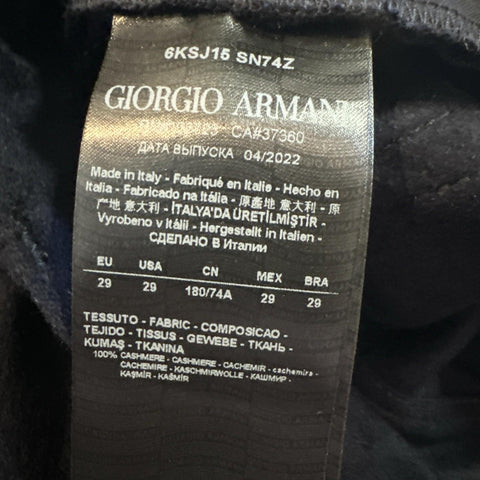 6KSJ15 SN74Z
GIORGIO ARMANI
CA#37360
ДАТА ВЫПУСКА 04/2022
Made in Italy - Fabriqué en Italie - Hecho en
Italia - Fabricado na Itália - 原產地 意大利 - 原
产地 意大利 - İTALYA'DA ÜRETİLMİŞTİR -
Vyrobeno v Itálii - Hergestellt in Italien -
СДЕЛАНО В Италии
EU USA CN MEX BRA
29 29 180/74A 29 29
TESSUTO - FABRIC - COMPOSICAO -
TEJIDO - TISSUS - GEWEBE - ТКАНЬ -
KUMAŞ - TKANINA
100% CASHMERE - CASHMERE - CACHEMIR - cachemira -
CACHEMIRE - KASCHMIRWOLLE - КАШМИР -
KAŞMİR - KAŠMÍR